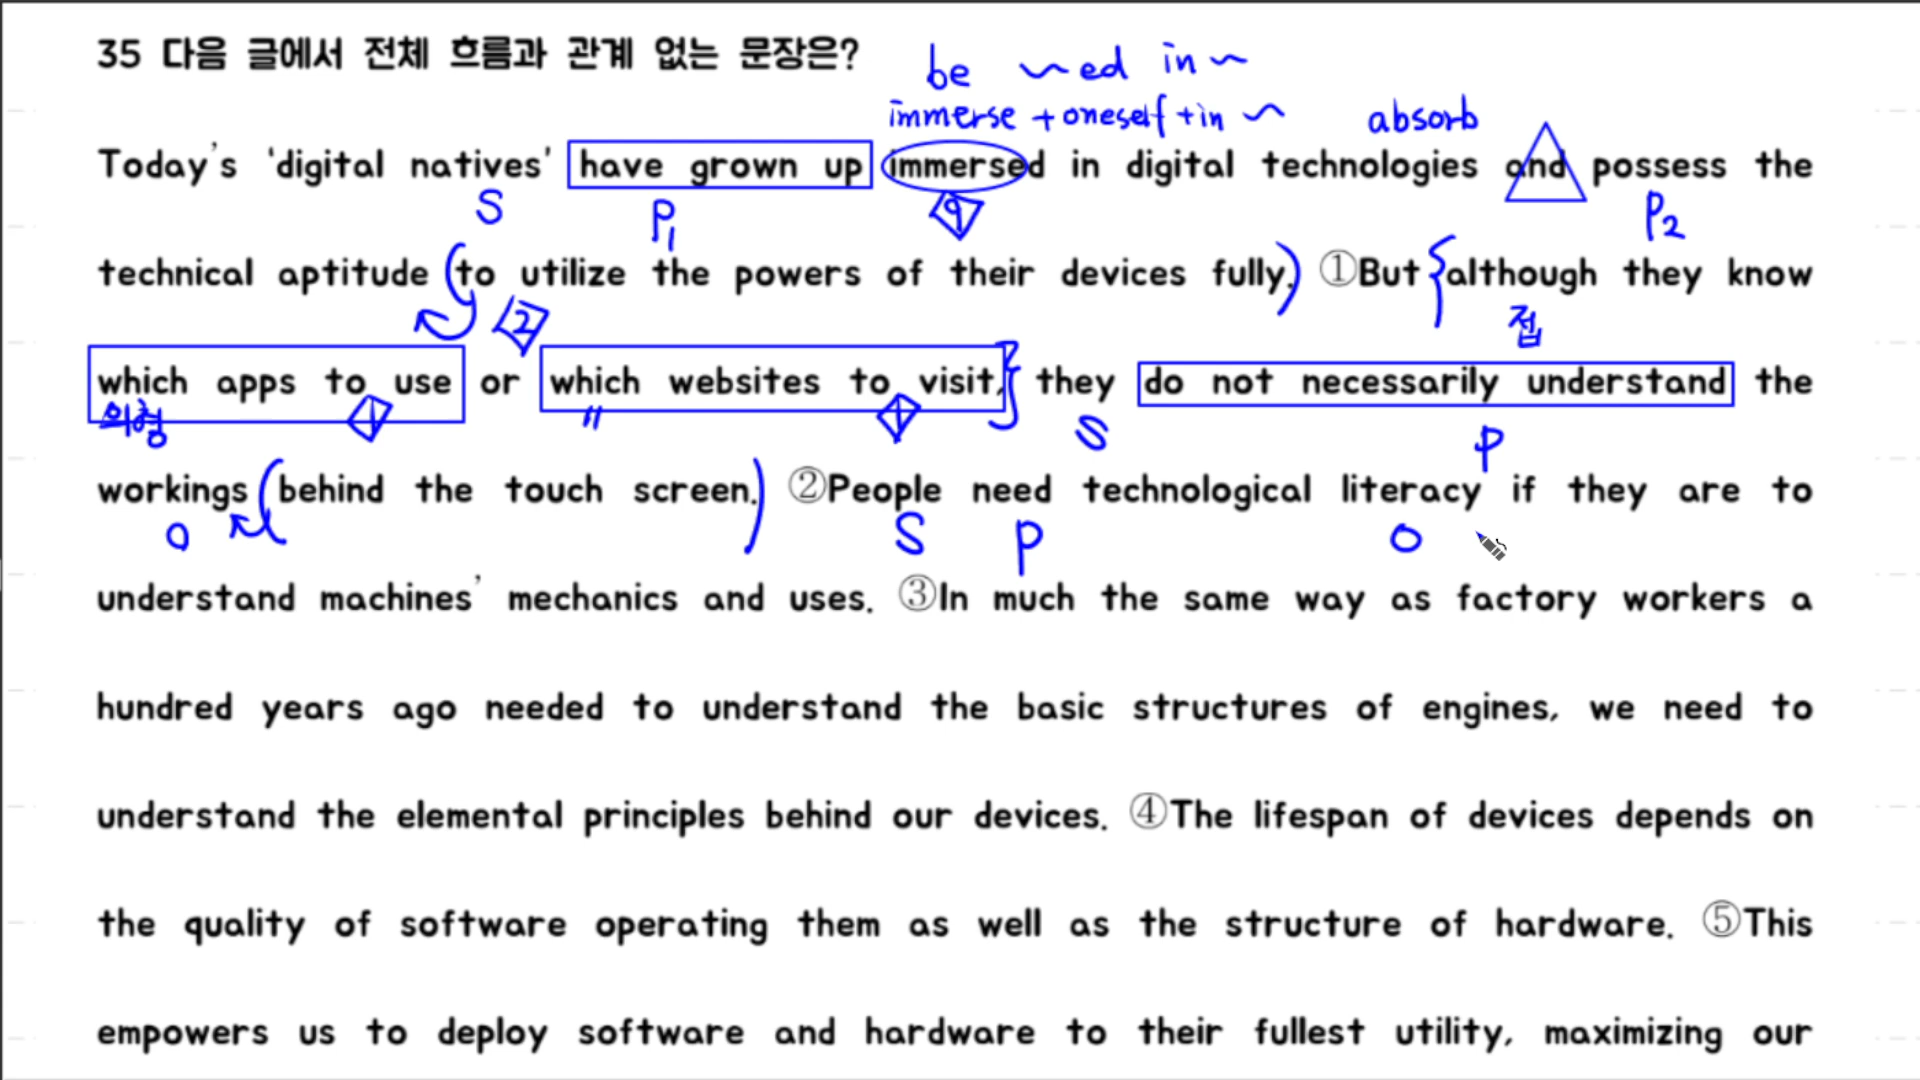 35 다음 글에서 전체 흐름과 관계 없는 문장은?
be ~ed in ~
immerse + oneself + in ~ absorb
Today's 'digital natives' have grown up immersed in digital technologies and possess the
S P1 9 P2
technical aptitude (to utilize the powers of their devices fully.) ①But {although they know
2 접
which apps to use or which websites to visit,} they do not necessarily understand the
의형 1 〃 1 S P
workings (behind the touch screen.) ②People need technological literacy if they are to
O S P O
understand machines' mechanics and uses. ③In much the same way as factory workers a
hundred years ago needed to understand the basic structures of engines, we need to
understand the elemental principles behind our devices. ④The lifespan of devices depends on
the quality of software operating them as well as the structure of hardware. ⑤This
empowers us to deploy software and hardware to their fullest utility, maximizing our